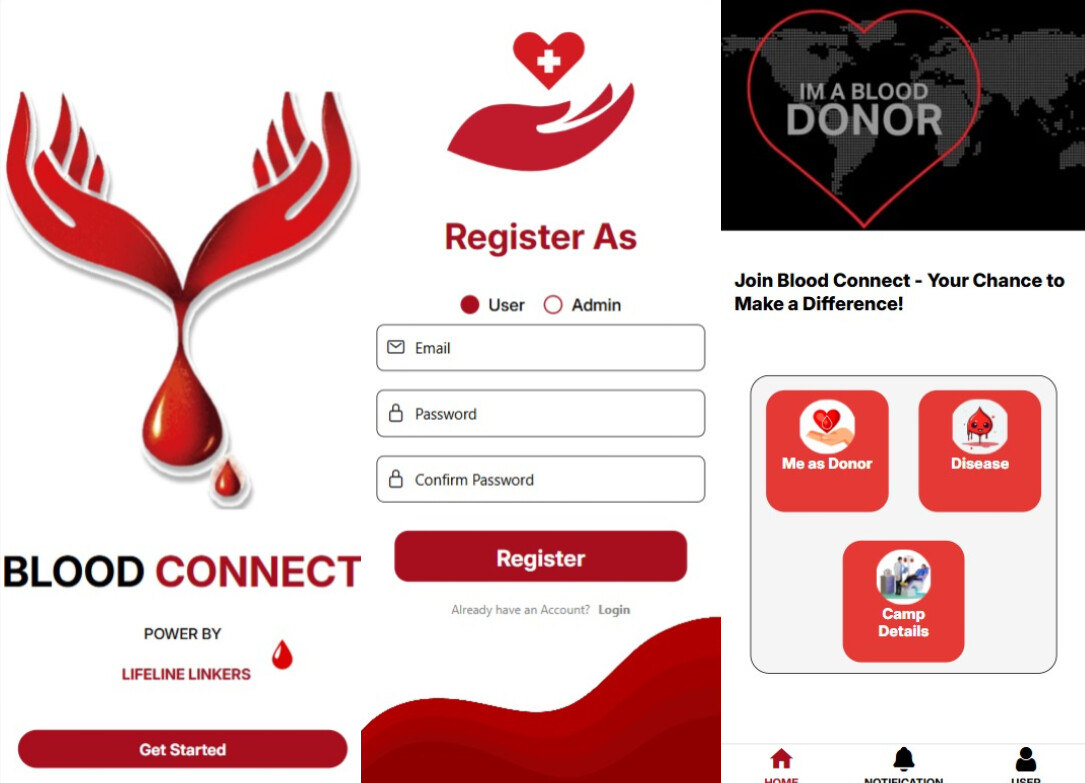 BLOOD CONNECT
POWER BY
LIFELINE LINKERS
Get Started
Register As
User
Admin
Email
Password
Confirm Password
Register
Already have an Account? Login
IM A BLOOD
DONOR
Join Blood Connect - Your Chance to
Make a Difference!
Me as Donor
Disease
Camp
Details
HOME
NOTIFICATION
USER